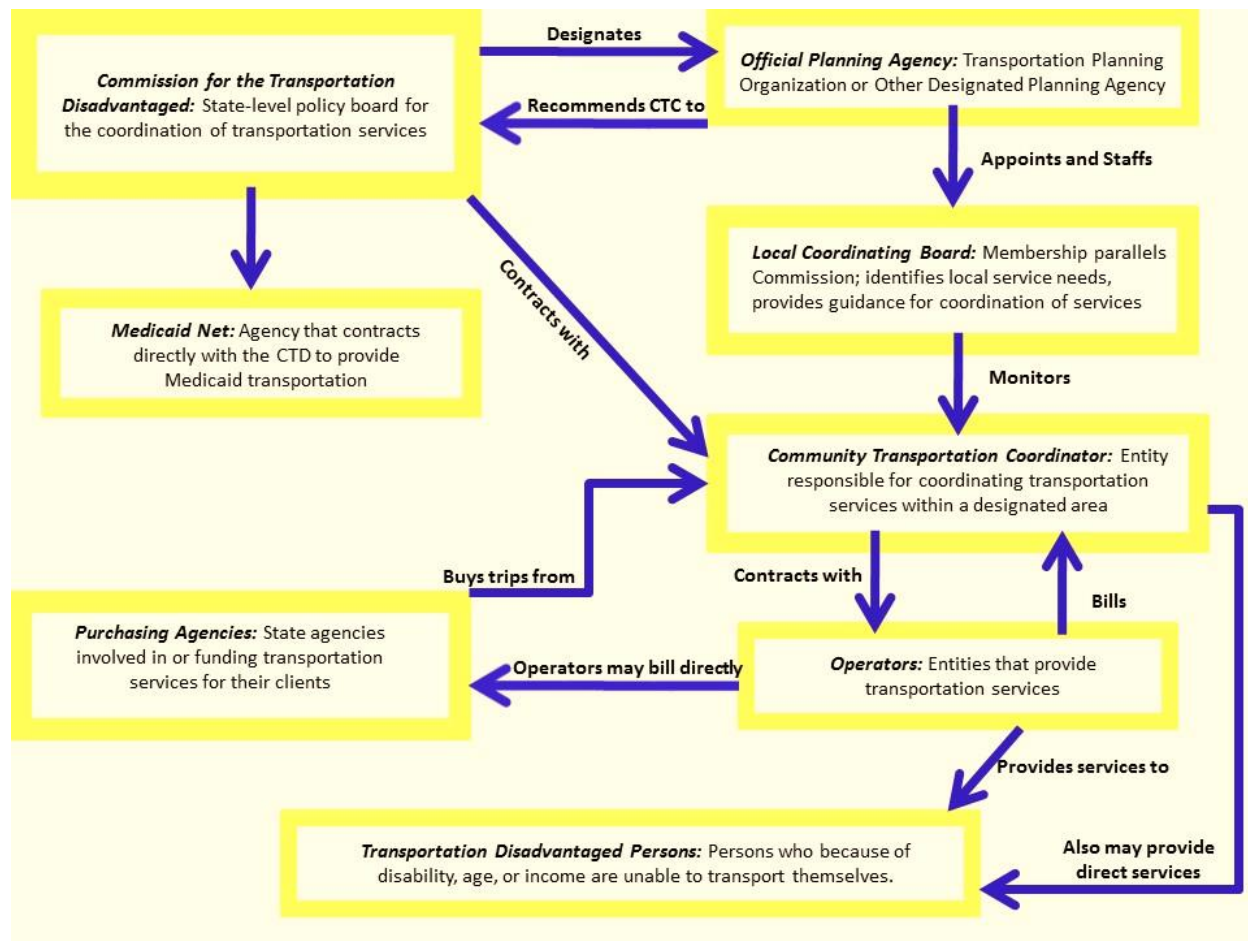 Designates
Commission for the Transportation
Disadvantaged: State-level policy board for
the coordination of transportation services
Official Planning Agency: Transportation Planning
Organization or Other Designated Planning Agency
Recommends CTC to
Appoints and Staffs
Local Coordinating Board: Membership parallels
Commission; identifies local service needs,
provides guidance for coordination of services
Contracts with
Medicaid Net: Agency that contracts
directly with the CTD to provide
Medicaid transportation
Monitors
Community Transportation Coordinator: Entity
responsible for coordinating transportation
services within a designated area
Buys trips from
Contracts with
Bills
Purchasing Agencies: State agencies
involved in or funding transportation
services for their clients
Operators may bill directly
Operators: Entities that provide
transportation services
Provides services to
Transportation Disadvantaged Persons: Persons who because of
disability, age, or income are unable to transport themselves.
Also may provide
direct services